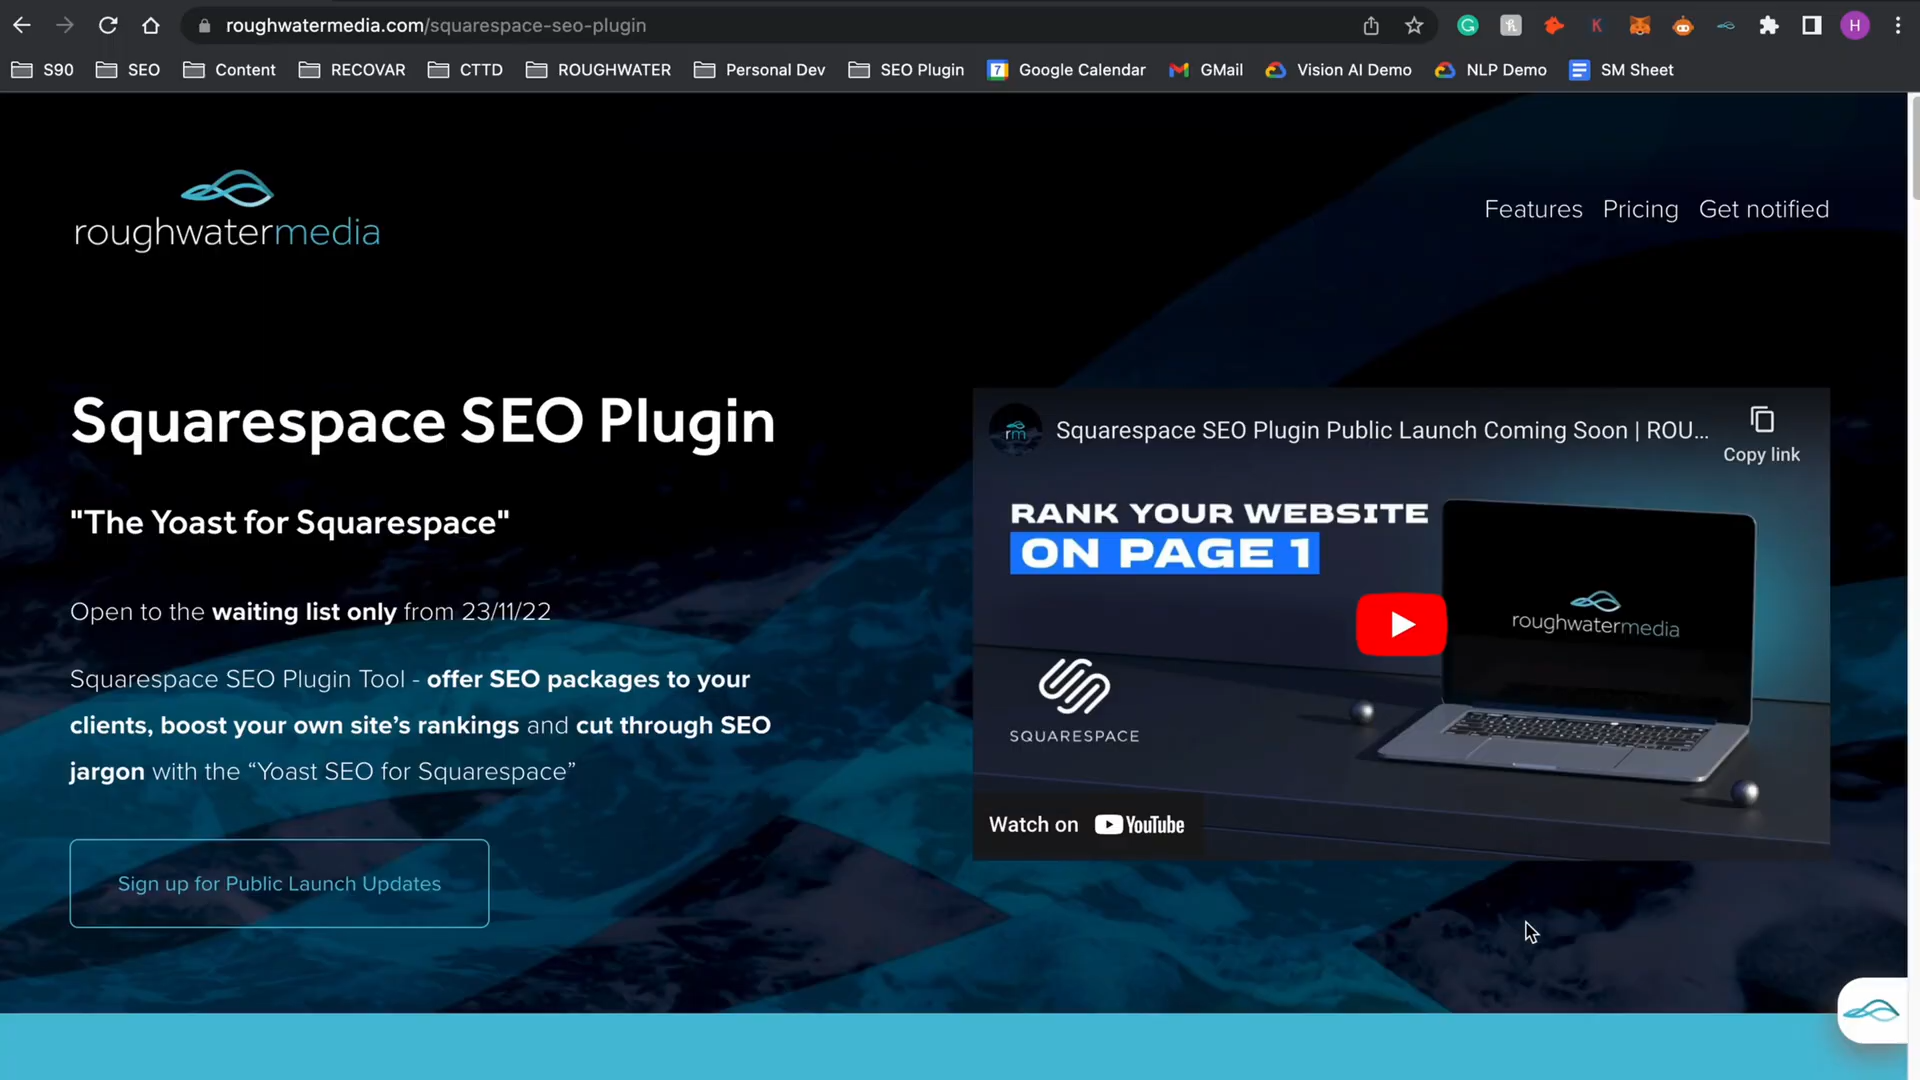 roughwatermedia.com/squarespace-seo-plugin
H
S90 SEO Content RECOVAR CTTD ROUGHWATER Personal Dev SEO Plugin 7 Google Calendar GMail Vision AI Demo NLP Demo SM Sheet
roughwatermedia
Features Pricing Get notified
Squarespace SEO Plugin
"The Yoast for Squarespace"
Open to the waiting list only from 23/11/22
Squarespace SEO Plugin Tool - offer SEO packages to your
clients, boost your own site’s rankings and cut through SEO
jargon with the “Yoast SEO for Squarespace”
Sign up for Public Launch Updates
rm
Squarespace SEO Plugin Public Launch Coming Soon | ROU...
Copy link
RANK YOUR WEBSITE
ON PAGE 1
roughwatermedia
SQUARESPACE
Watch on YouTube